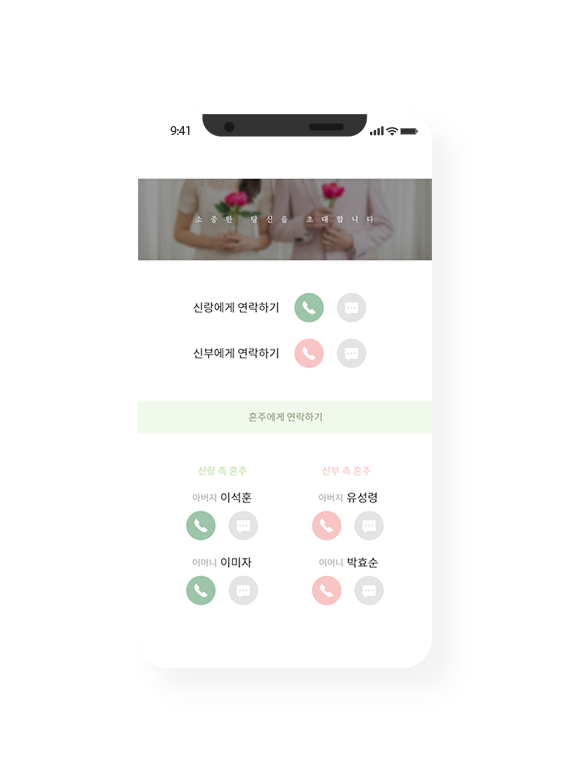 9:41
소중한 당신을 초대합니다
신랑에게 연락하기
신부에게 연락하기
혼주에게 연락하기
신랑 측 혼주 신부 측 혼주
아버지 이석훈 아버지 유성령
어머니 이미자 어머니 박효순